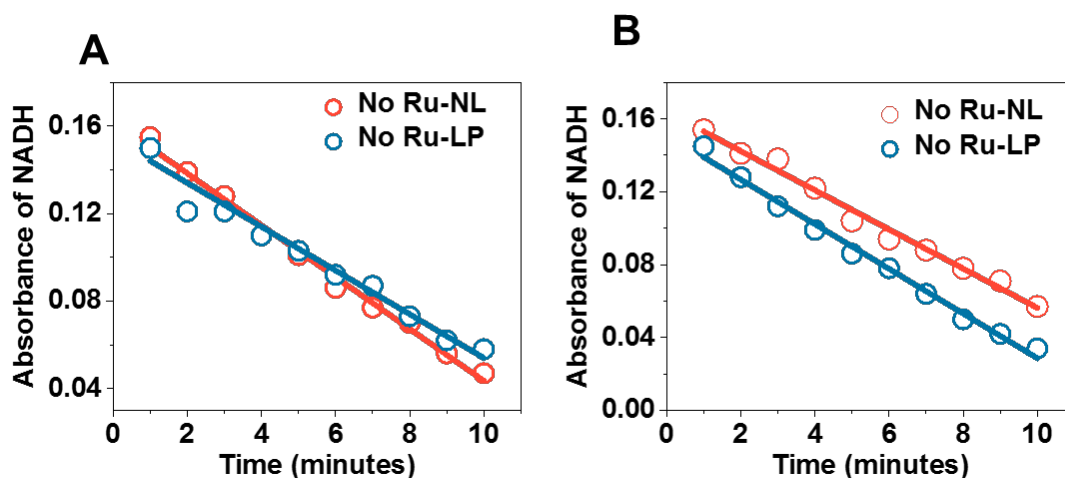 A
Absorbance of NADH
0.16
0.12
0.08
0.04
No Ru-NL
No Ru-LP
0 2 4 6 8 10
Time (minutes)
B
Absorbance of NADH
0.16
0.12
0.08
0.04
0.00
No Ru-NL
No Ru-LP
0 2 4 6 8 10
Time (minutes)